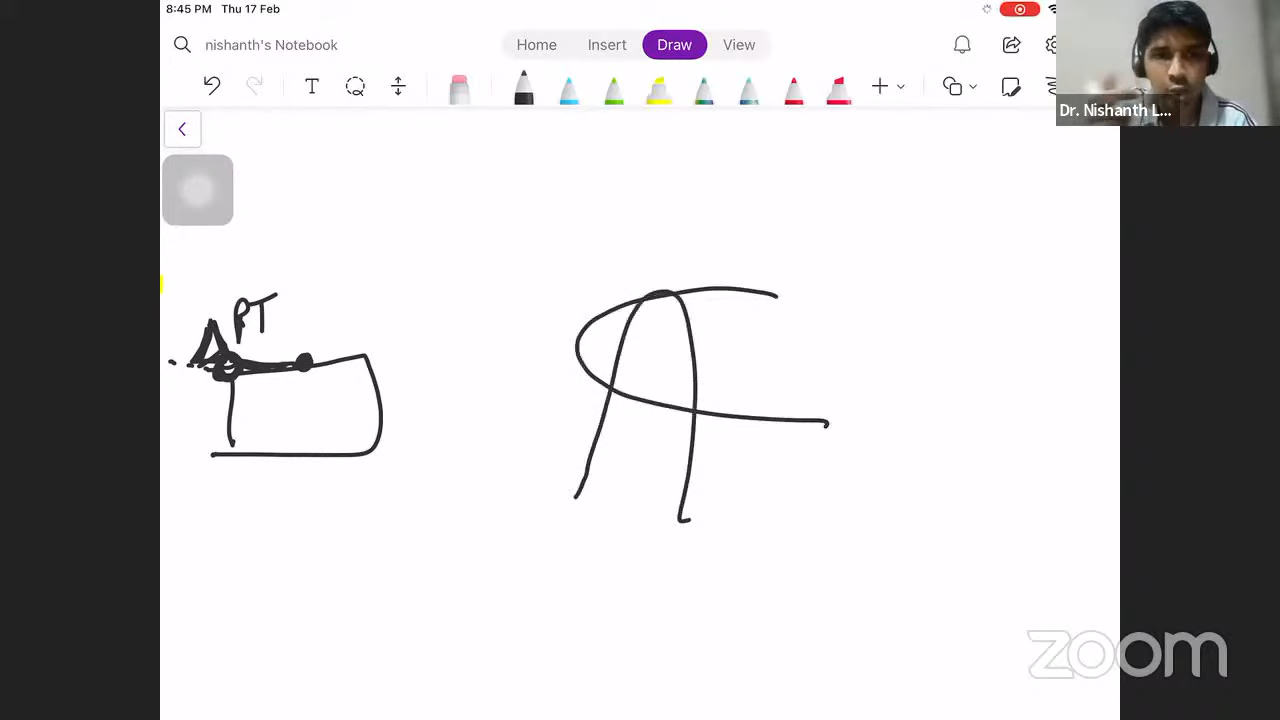 8:45 PM Thu 17 Feb
nishanth's Notebook
Home Insert Draw View
T
Dr. Nishanth L...
PT
zoom